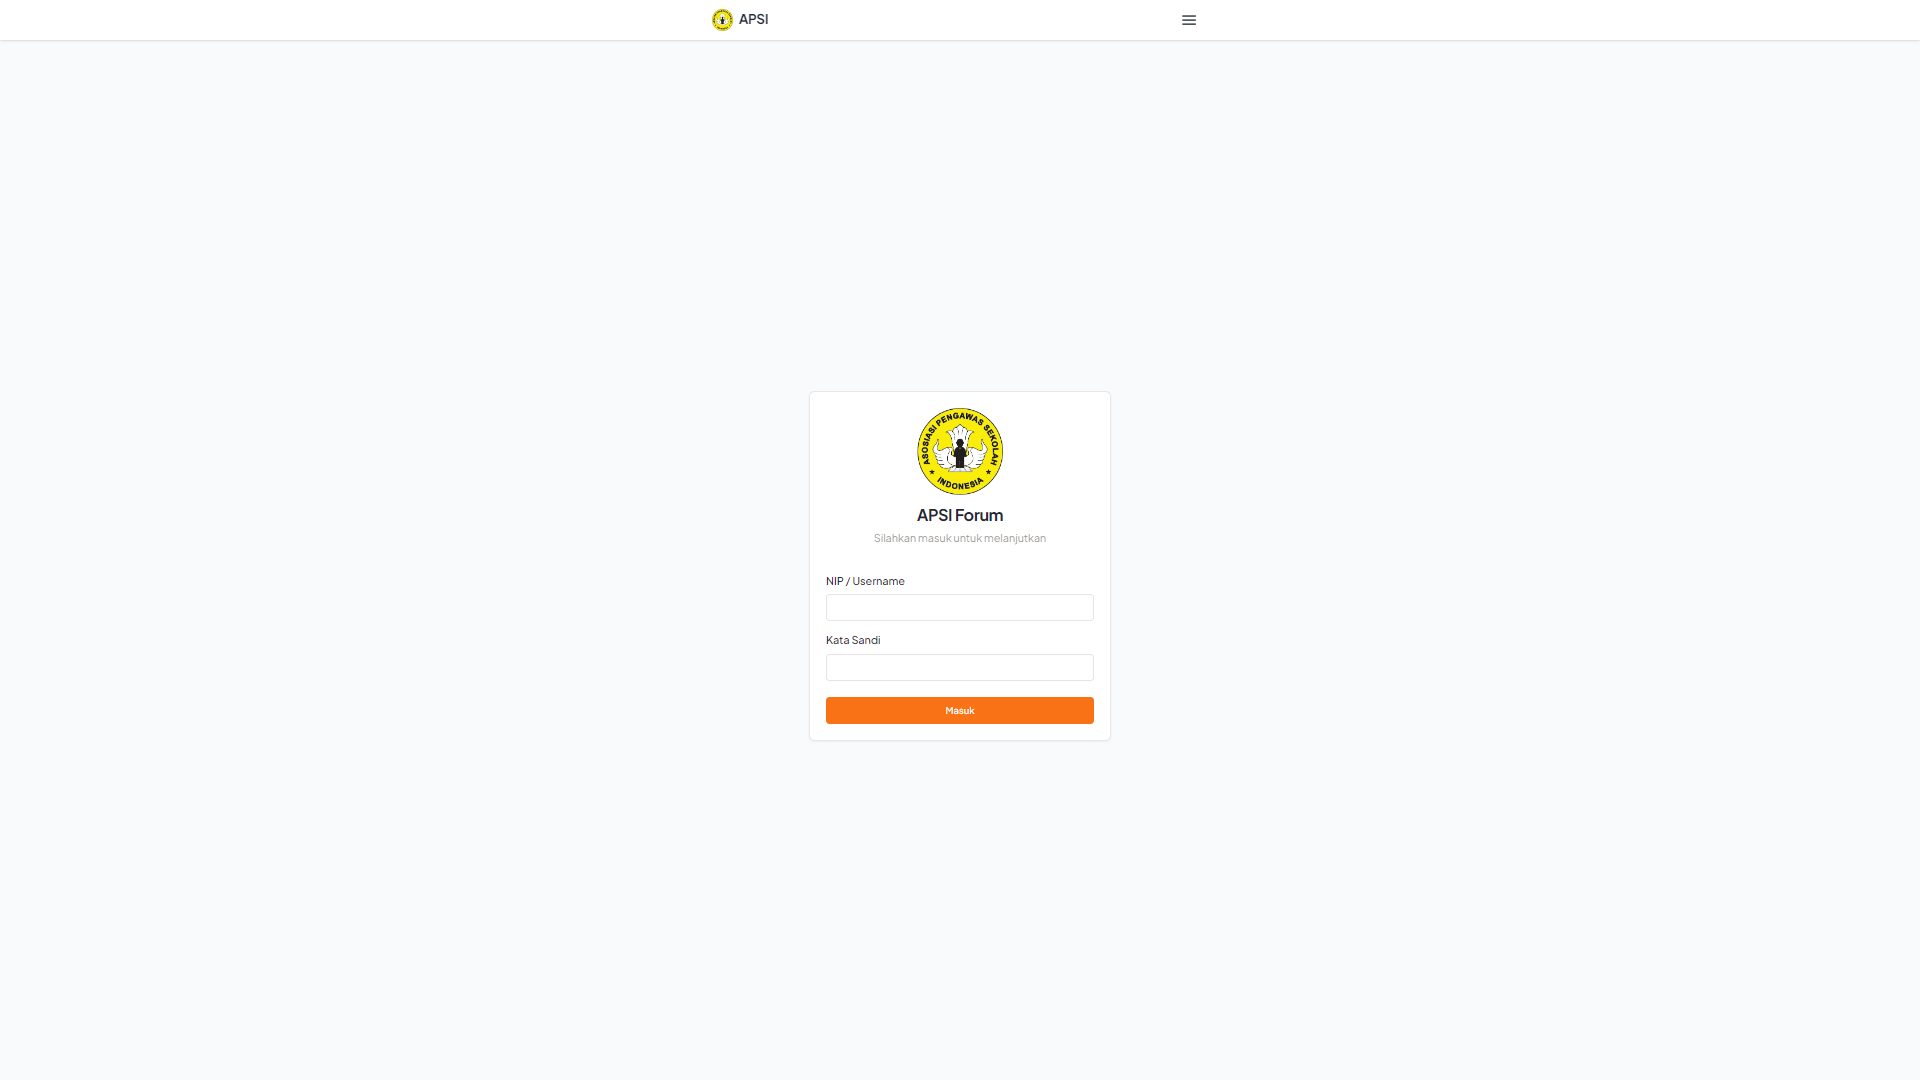 APSI
ASOSIASI PENGAWAS SEKOLAH
INDONESIA
APSI Forum
Silahkan masuk untuk melanjutkan
NIP / Username
Kata Sandi
Masuk